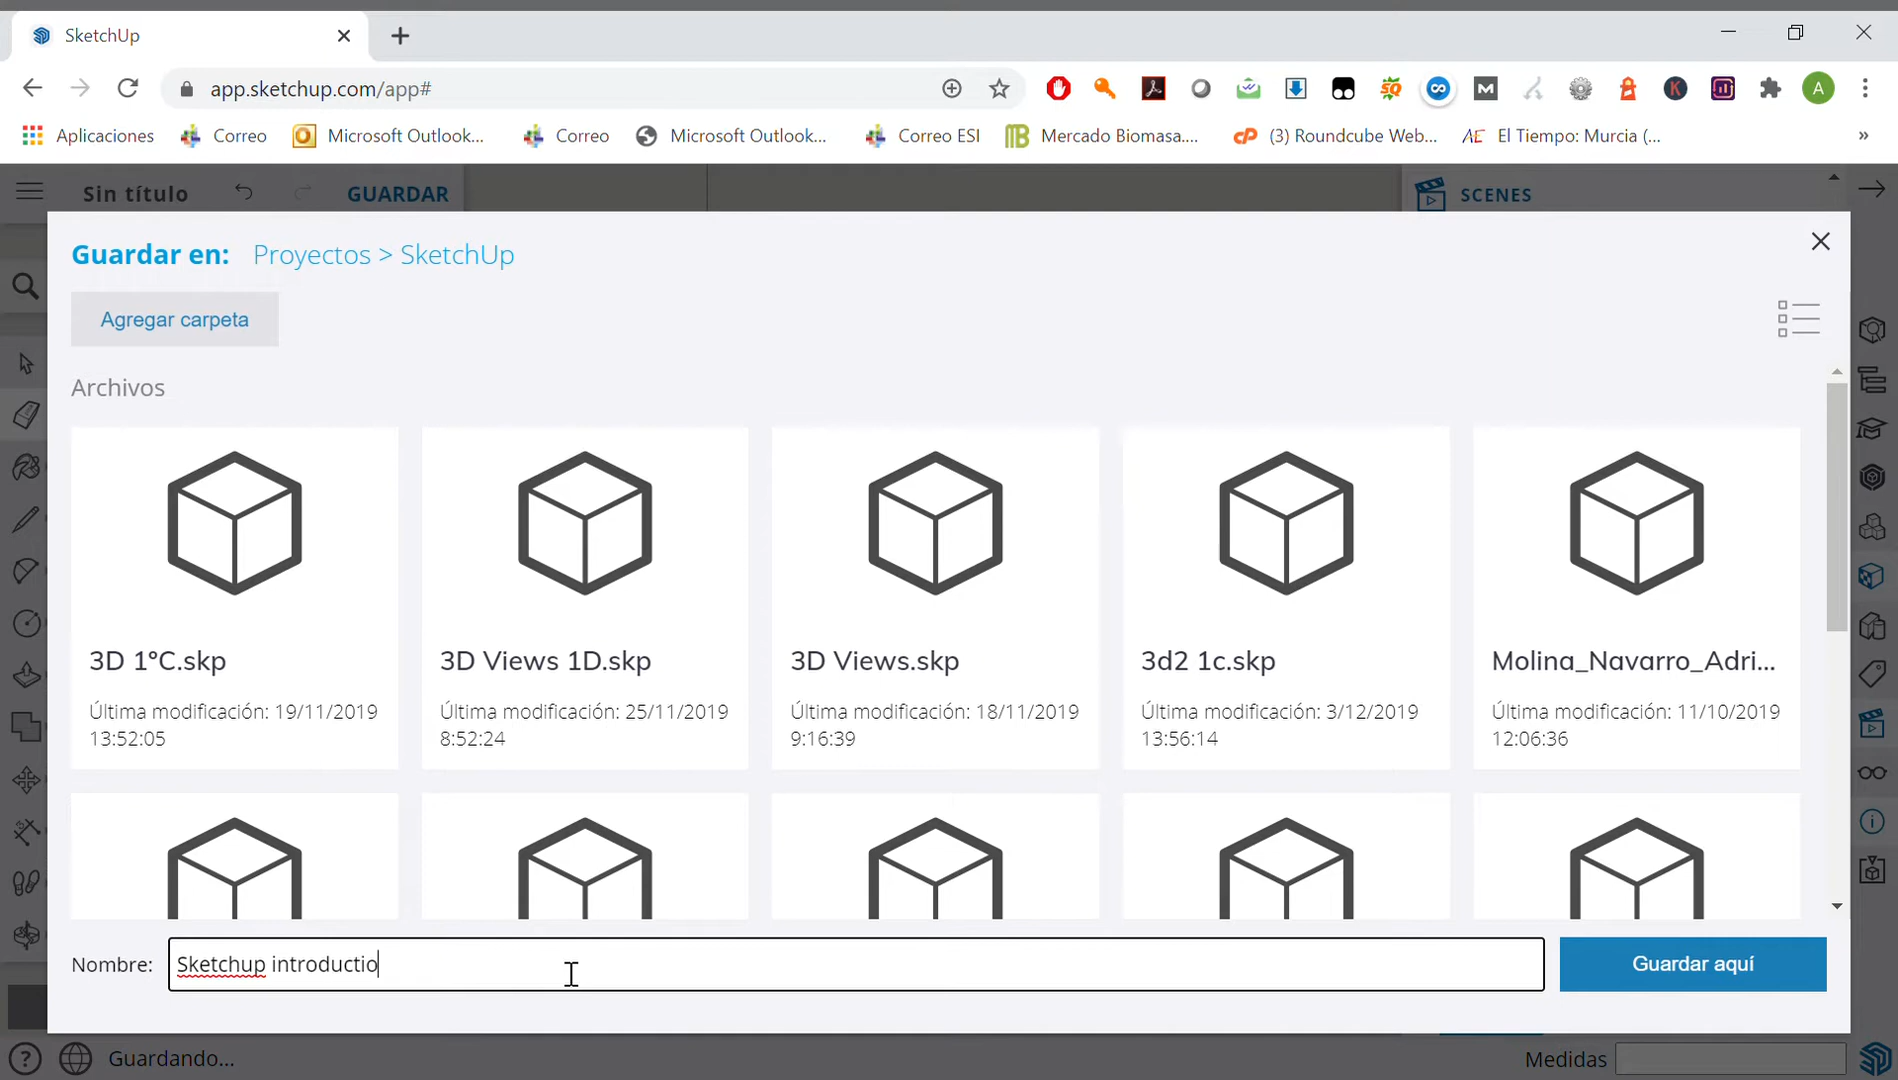 SketchUp
app.sketchup.com/app#
A
Aplicaciones
Correo
Microsoft Outlook...
Correo
Microsoft Outlook...
Correo ESI
Mercado Biomasa....
(3) Roundcube Web...
El Tiempo: Murcia (...
»
Sin título
GUARDAR
SCENES
Guardar en: Proyectos > SketchUp
Agregar carpeta
Archivos
3D 1ºC.skp
Última modificación: 19/11/2019
13:52:05
3D Views 1D.skp
Última modificación: 25/11/2019
8:52:24
3D Views.skp
Última modificación: 18/11/2019
9:16:39
3d2 1c.skp
Última modificación: 3/12/2019
13:56:14
Molina_Navarro_Adri...
Última modificación: 11/10/2019
12:06:36
Nombre: Sketchup introductio
Guardar aquí
Guardando...
Medidas